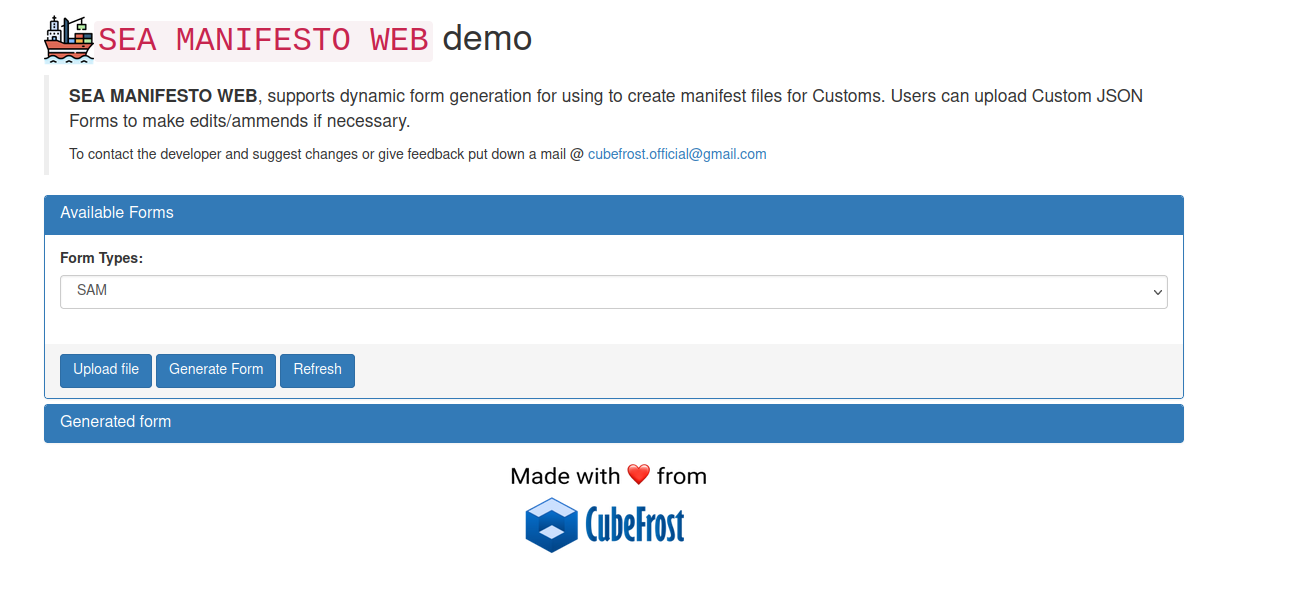 SEA MANIFESTO WEB demo
SEA MANIFESTO WEB, supports dynamic form generation for using to create manifest files for Customs. Users can upload Custom JSON
Forms to make edits/ammends if necessary.
To contact the developer and suggest changes or give feedback put down a mail @ cubefrost.official@gmail.com
Available Forms
Form Types:
SAM
Upload file Generate Form Refresh
Generated form
Made with ❤️ from
CubeFrost